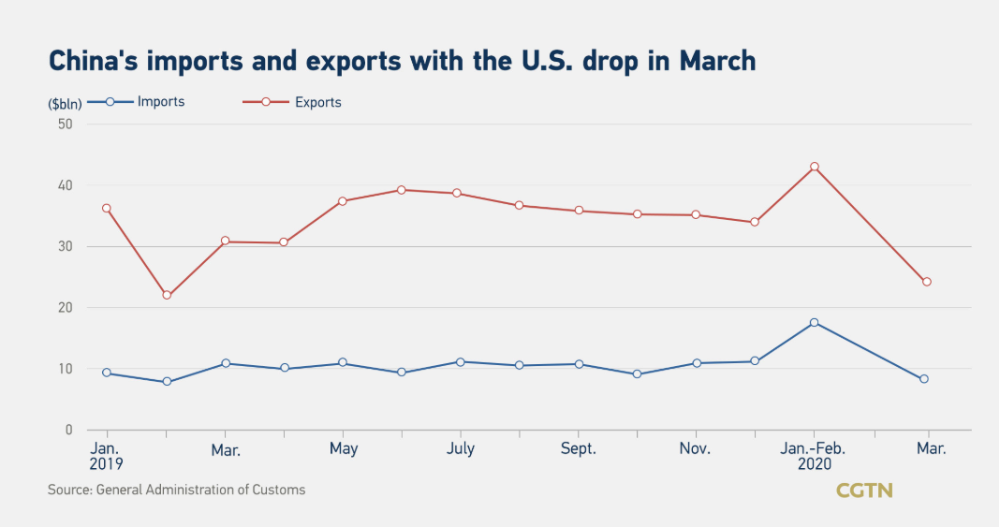 China's imports and exports with the U.S. drop in March
($bln) Imports Exports
50
40
30
20
10
0
Jan. Mar. May July Sept. Nov. Jan.-Feb. Mar.
2019 2020
Source: General Administration of Customs
CGTN